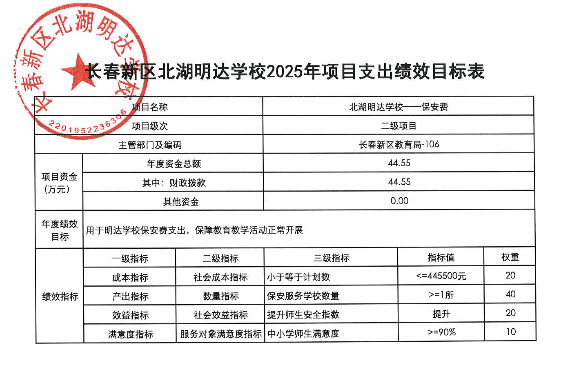 长春新区北湖明达学校
2201952236306
长春新区北湖明达学校2025年项目支出绩效目标表
项目名称 北湖明达学校——保安费
项目级次 二级项目
主管部门及编码 长春新区教育局-106
项目资金（万元） 年度资金总额 44.55
其中：财政拨款 44.55
其他资金 0.00
年度绩效目标 用于明达学校保安费支出，保障教育教学活动正常开展
绩效指标 一级指标 二级指标 三级指标 指标值 权重
成本指标 社会成本指标 小于等于计划数 <=445500元 20
产出指标 数量指标 保安服务学校数量 >=1所 40
效益指标 社会效益指标 提升师生安全指数 提升 20
满意度指标 服务对象满意度指标 中小学师生满意度 >=90% 10